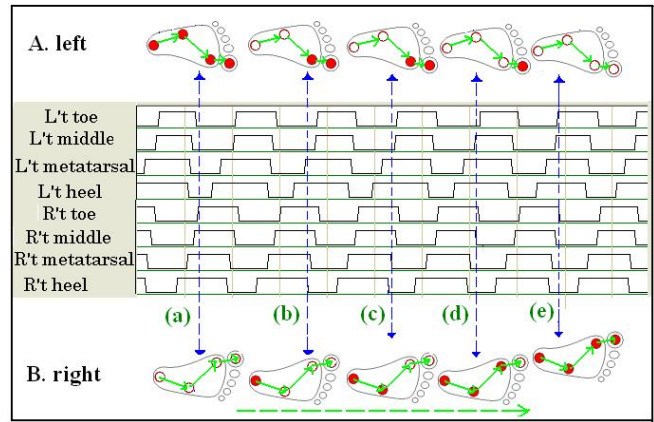 A. left
L't toe
L't middle
L't metatarsal
L't heel
R't toe
R't middle
R't metatarsal
R't heel
(a) (b) (c) (d) (e)
B. right